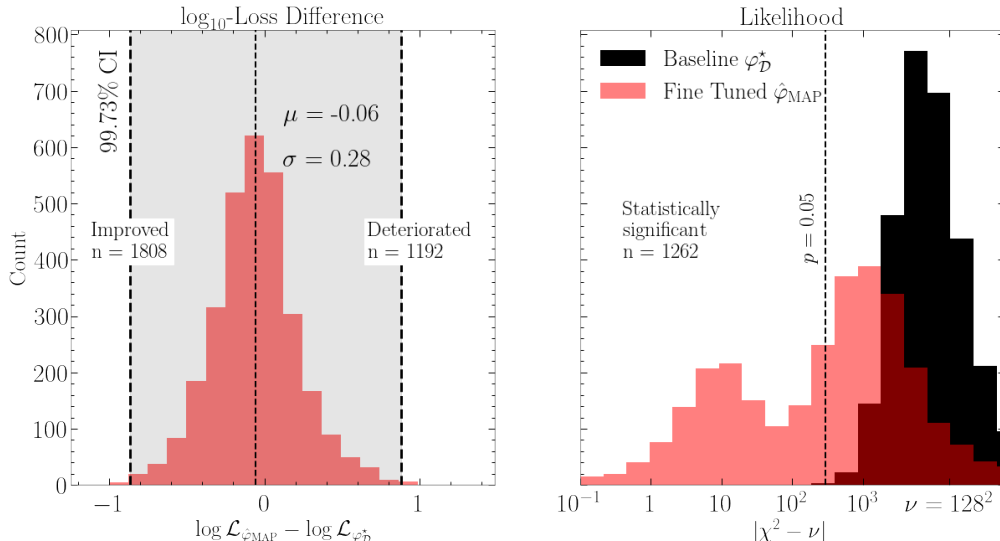 log₁₀-Loss Difference
800
700
600
500
400
300
200
100
0
Count
99.73% CI
μ = -0.06
σ = 0.28
Improved
n = 1808
Deteriorated
n = 1192
−1
0
1
log 𝓛_φ̂MAP − log 𝓛_φ⋆𝒟
Likelihood
Baseline φ⋆𝒟
Fine Tuned φ̂MAP
Statistically
significant
n = 1262
p = 0.05
10⁻¹
1
10
10²
10³
ν = 128²
|χ² − ν|